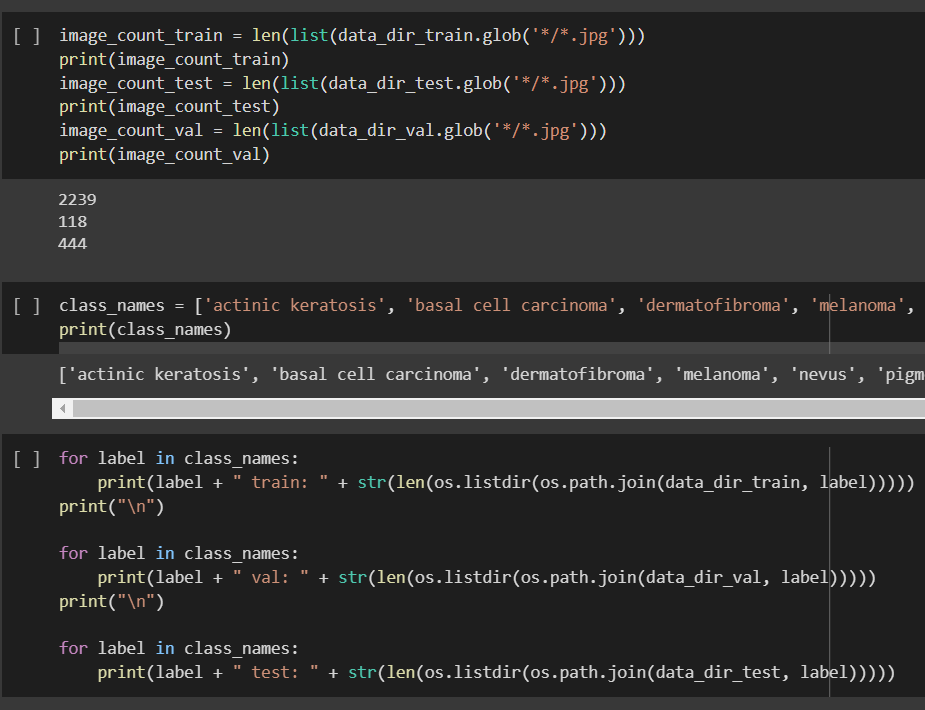 [ ] image_count_train = len(list(data_dir_train.glob('*/*.jpg')))
print(image_count_train)
image_count_test = len(list(data_dir_test.glob('*/*.jpg')))
print(image_count_test)
image_count_val = len(list(data_dir_val.glob('*/*.jpg')))
print(image_count_val)
2239
118
444
[ ] class_names = ['actinic keratosis', 'basal cell carcinoma', 'dermatofibroma', 'melanoma',
print(class_names)
['actinic keratosis', 'basal cell carcinoma', 'dermatofibroma', 'melanoma', 'nevus', 'pigm
[ ] for label in class_names:
    print(label + " train: " + str(len(os.listdir(os.path.join(data_dir_train, label)))))
print("\n")
for label in class_names:
    print(label + " val: " + str(len(os.listdir(os.path.join(data_dir_val, label)))))
print("\n")
for label in class_names:
    print(label + " test: " + str(len(os.listdir(os.path.join(data_dir_test, label)))))